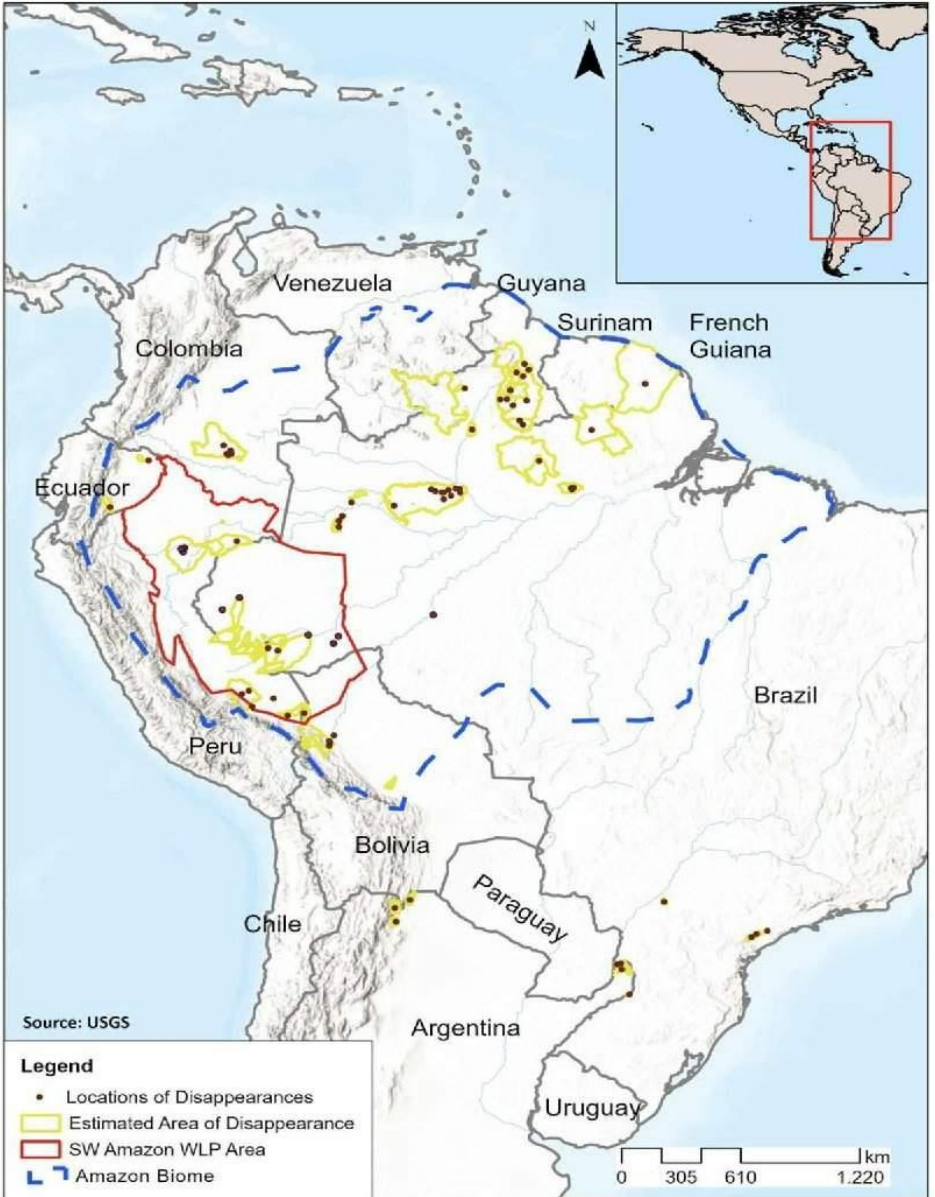 N
Venezuela
Guyana
Surinam
French
Guiana
Colombia
Ecuador
Brazil
Peru
Bolivia
Paraguay
Chile
Argentina
Uruguay
Source: USGS
Legend
Locations of Disappearances
Estimated Area of Disappearance
SW Amazon WLP Area
Amazon Biome
km
0 305 610 1.220